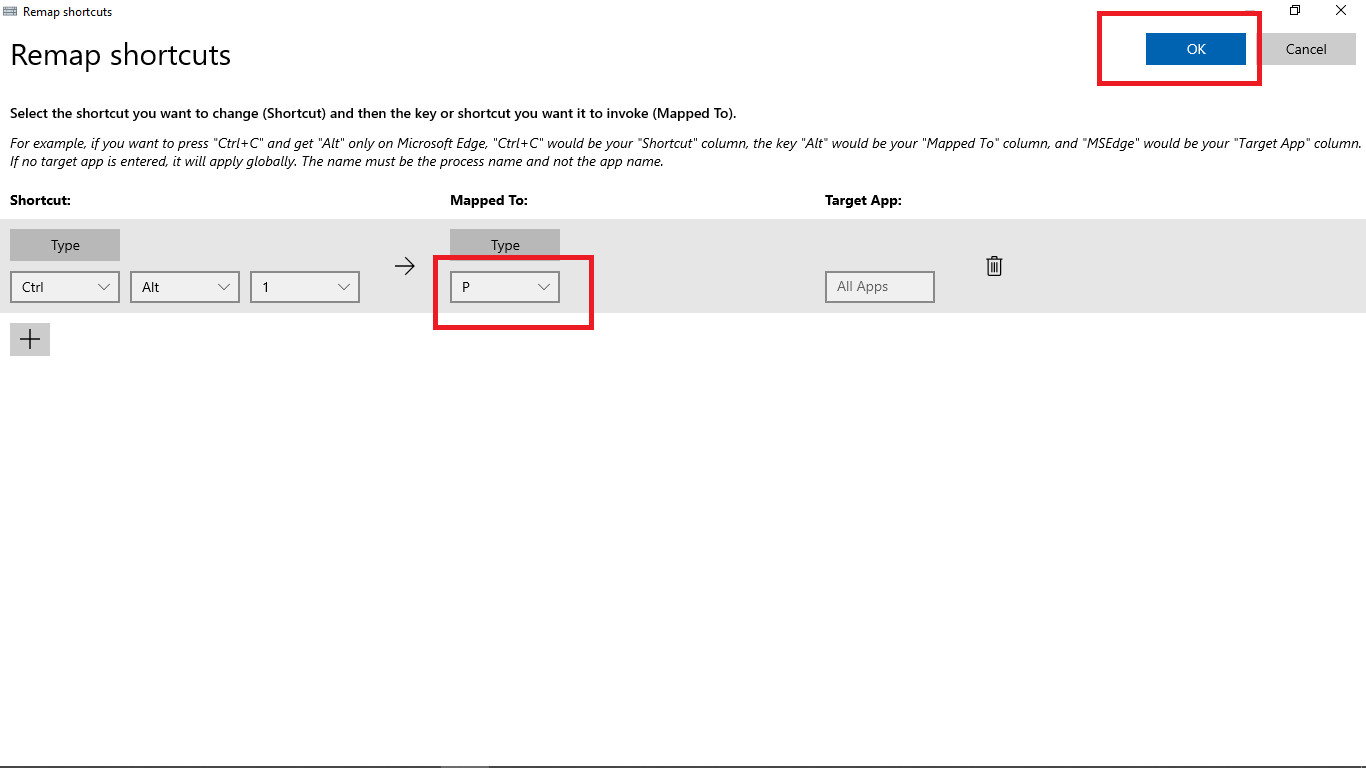 Remap shortcuts
Remap shortcuts
OK
Cancel
Select the shortcut you want to change (Shortcut) and then the key or shortcut you want it to invoke (Mapped To).
For example, if you want to press "Ctrl+C" and get "Alt" only on Microsoft Edge, "Ctrl+C" would be your "Shortcut" column, the key "Alt" would be your "Mapped To" column, and "MSEdge" would be your "Target App" column.
If no target app is entered, it will apply globally. The name must be the process name and not the app name.
Shortcut: Mapped To: Target App:
Type Type
Ctrl Alt 1 P All Apps